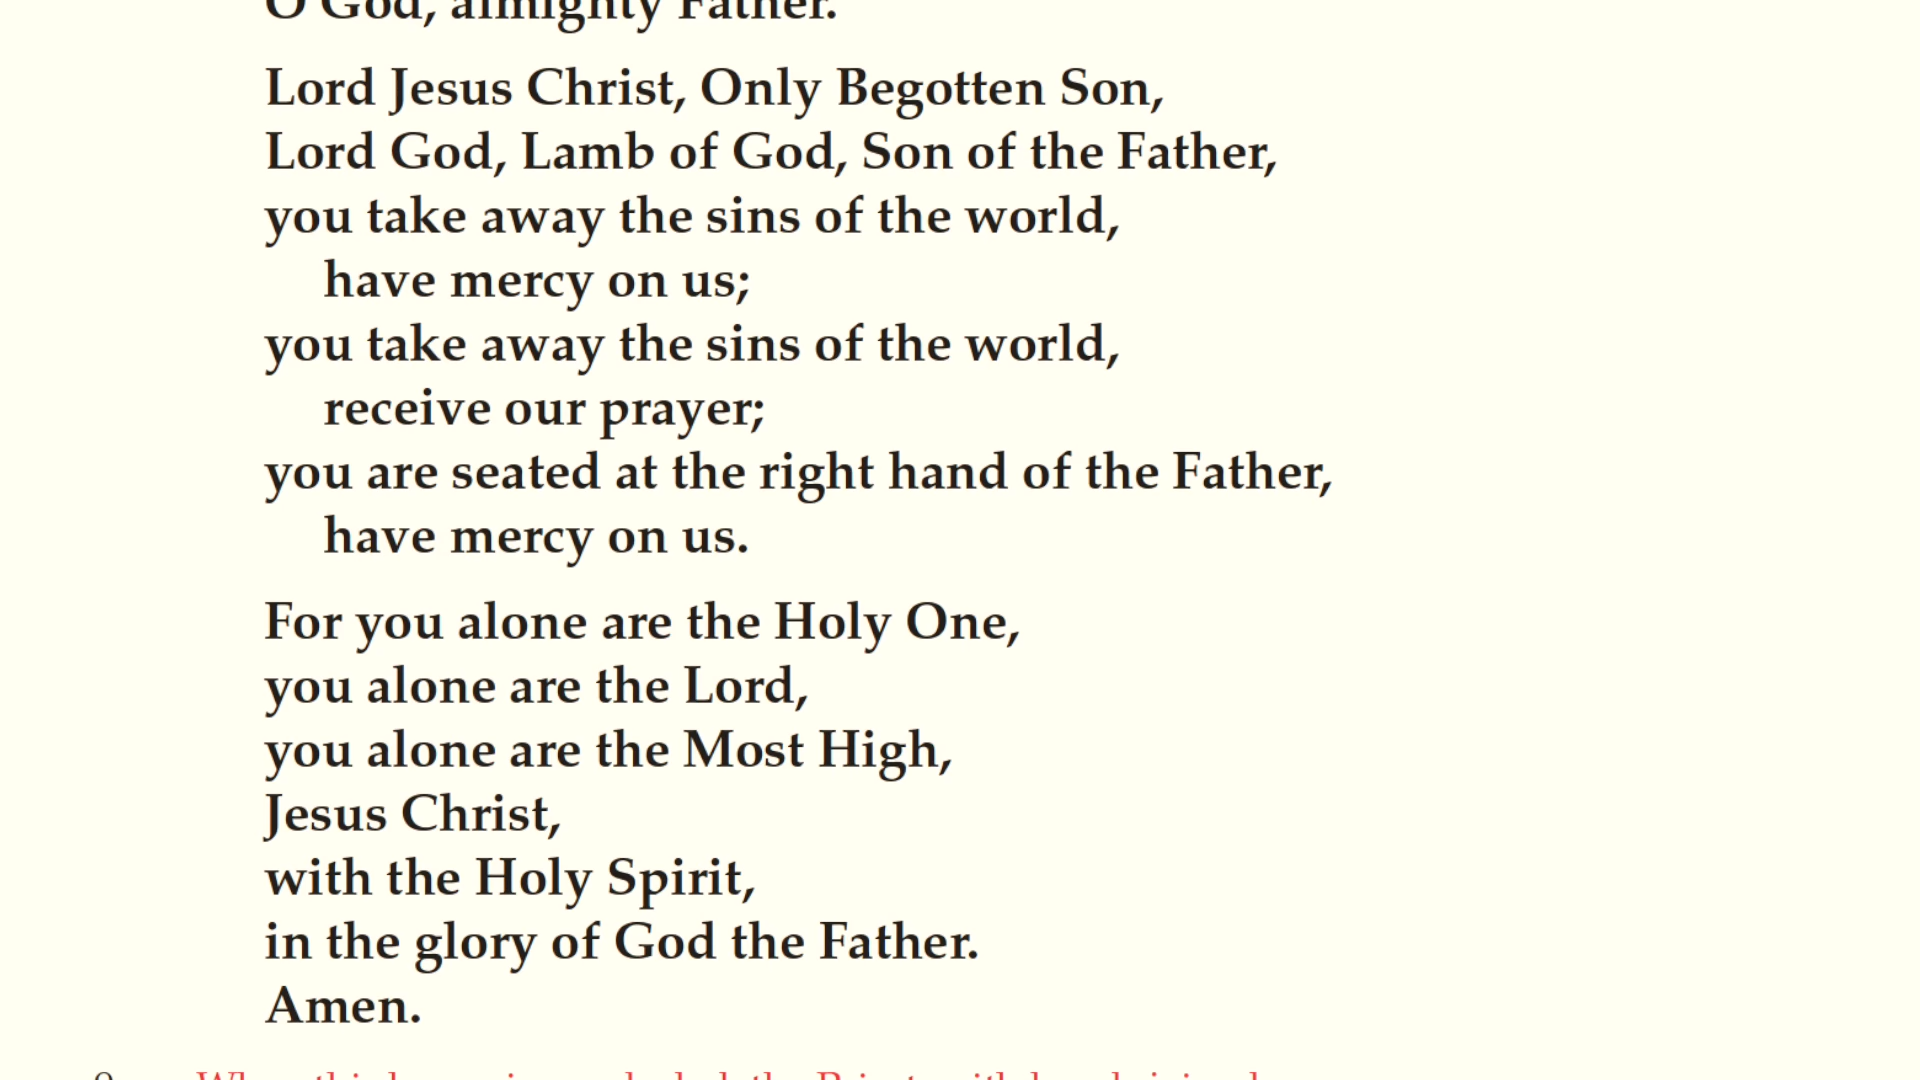 O God, almighty Father.
Lord Jesus Christ, Only Begotten Son,
Lord God, Lamb of God, Son of the Father,
you take away the sins of the world,
have mercy on us;
you take away the sins of the world,
receive our prayer;
you are seated at the right hand of the Father,
have mercy on us.
For you alone are the Holy One,
you alone are the Lord,
you alone are the Most High,
Jesus Christ,
with the Holy Spirit,
in the glory of God the Father.
Amen.